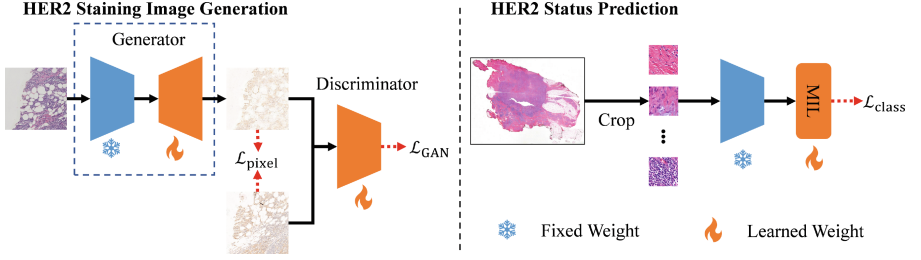 HER2 Staining Image Generation
Generator
Discriminator
ℒpixel
ℒGAN
HER2 Status Prediction
Crop
MIL
ℒclass
Fixed Weight
Learned Weight